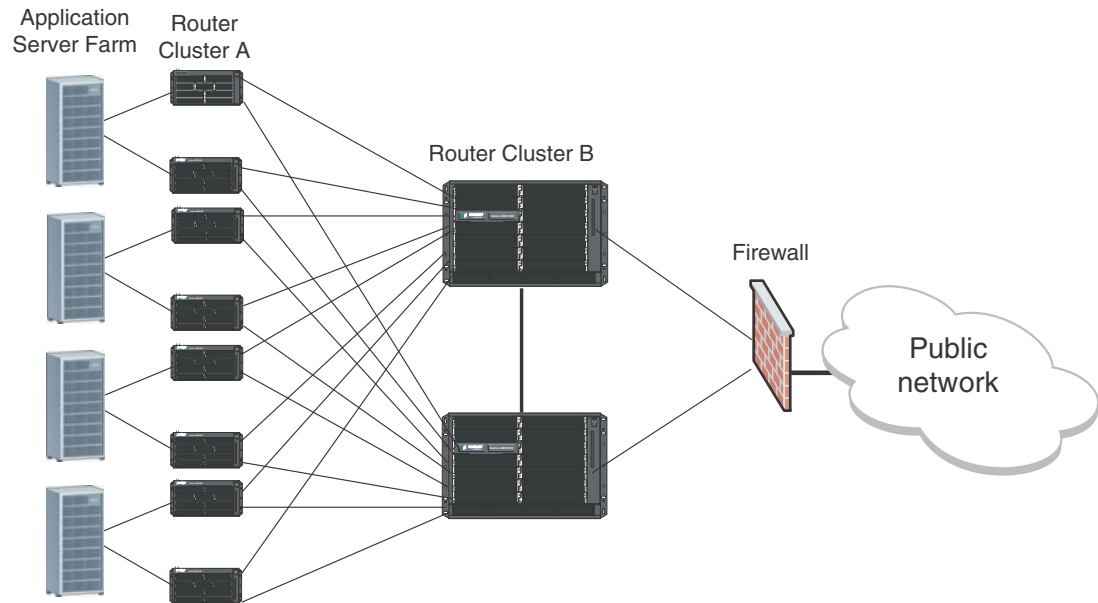 Application
Server Farm
Router
Cluster A
Router Cluster B
Firewall
Public
network